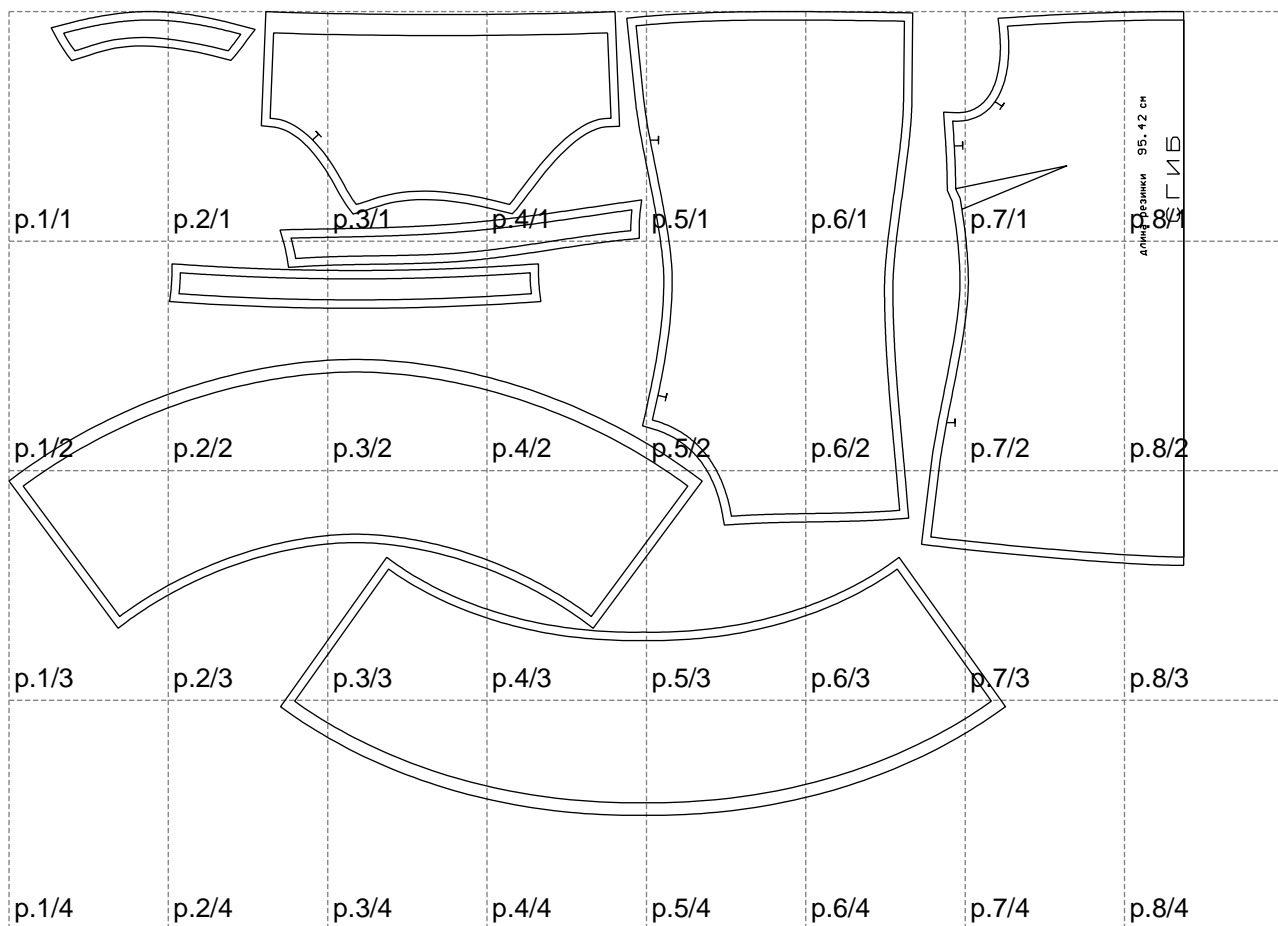 p.1/1 p.2/1 p.3/1 p.4/1 p.5/1 p.6/1 p.7/1 p.8/1
длина резинки 95.42 см
СГИБ
p.1/2 p.2/2 p.3/2 p.4/2 p.5/2 p.6/2 p.7/2 p.8/2
p.1/3 p.2/3 p.3/3 p.4/3 p.5/3 p.6/3 p.7/3 p.8/3
p.1/4 p.2/4 p.3/4 p.4/4 p.5/4 p.6/4 p.7/4 p.8/4